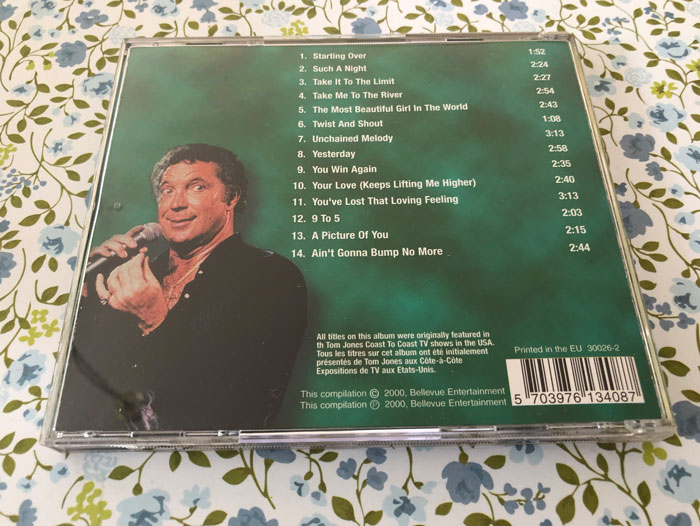 1. Starting Over 1:52
2. Such A Night 2:24
3. Take It To The Limit 2:27
4. Take Me To The River 2:54
5. The Most Beautiful Girl In The World 2:43
6. Twist And Shout 1:08
7. Unchained Melody 3:13
8. Yesterday 2:58
9. You Win Again 2:35
10. Your Love (Keeps Lifting Me Higher) 2:40
11. You've Lost That Loving Feeling 3:13
12. 9 To 5 2:03
13. A Picture Of You 2:15
14. Ain't Gonna Bump No More 2:44
All titles on this album were originally featured in
th Tom Jones Coast To Coast TV shows in the USA.
Tous les titres sur cet album ont été initialement
présentés de Tom Jones aux Côte-à-Côte
Expositions de TV aux Etats-Unis.
This compilation © 2000, Bellevue Entertainment
This compilation ℗ 2000, Bellevue Entertainment
Printed in the EU 30026-2
5 703976 134087